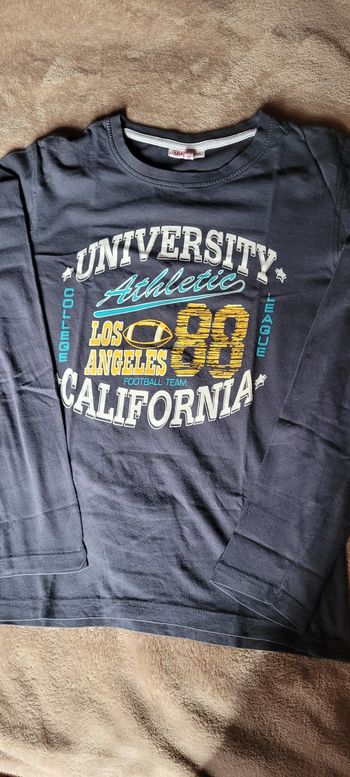 UNIVERSITY
Athletic
COLLEGE
LOS ANGELES
88
LEAGUE
FOOTBALL TEAM
CALIFORNIA